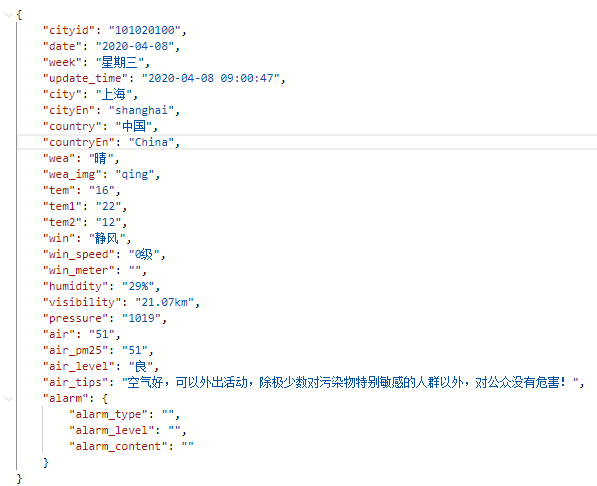 {
"cityid": "101020100",
"date": "2020-04-08",
"week": "星期三",
"update_time": "2020-04-08 09:00:47",
"city": "上海",
"cityEn": "shanghai",
"country": "中国",
"countryEn": "China",
"wea": "晴",
"wea_img": "qing",
"tem": "16",
"tem1": "22",
"tem2": "12",
"win": "静风",
"win_speed": "0级",
"win_meter": "",
"humidity": "29%",
"visibility": "21.07km",
"pressure": "1019",
"air": "51",
"air_pm25": "51",
"air_level": "良",
"air_tips": "空气好，可以外出活动，除极少数对污染物特别敏感的人群以外，对公众没有危害！",
"alarm": {
"alarm_type": "",
"alarm_level": "",
"alarm_content": ""
}
}